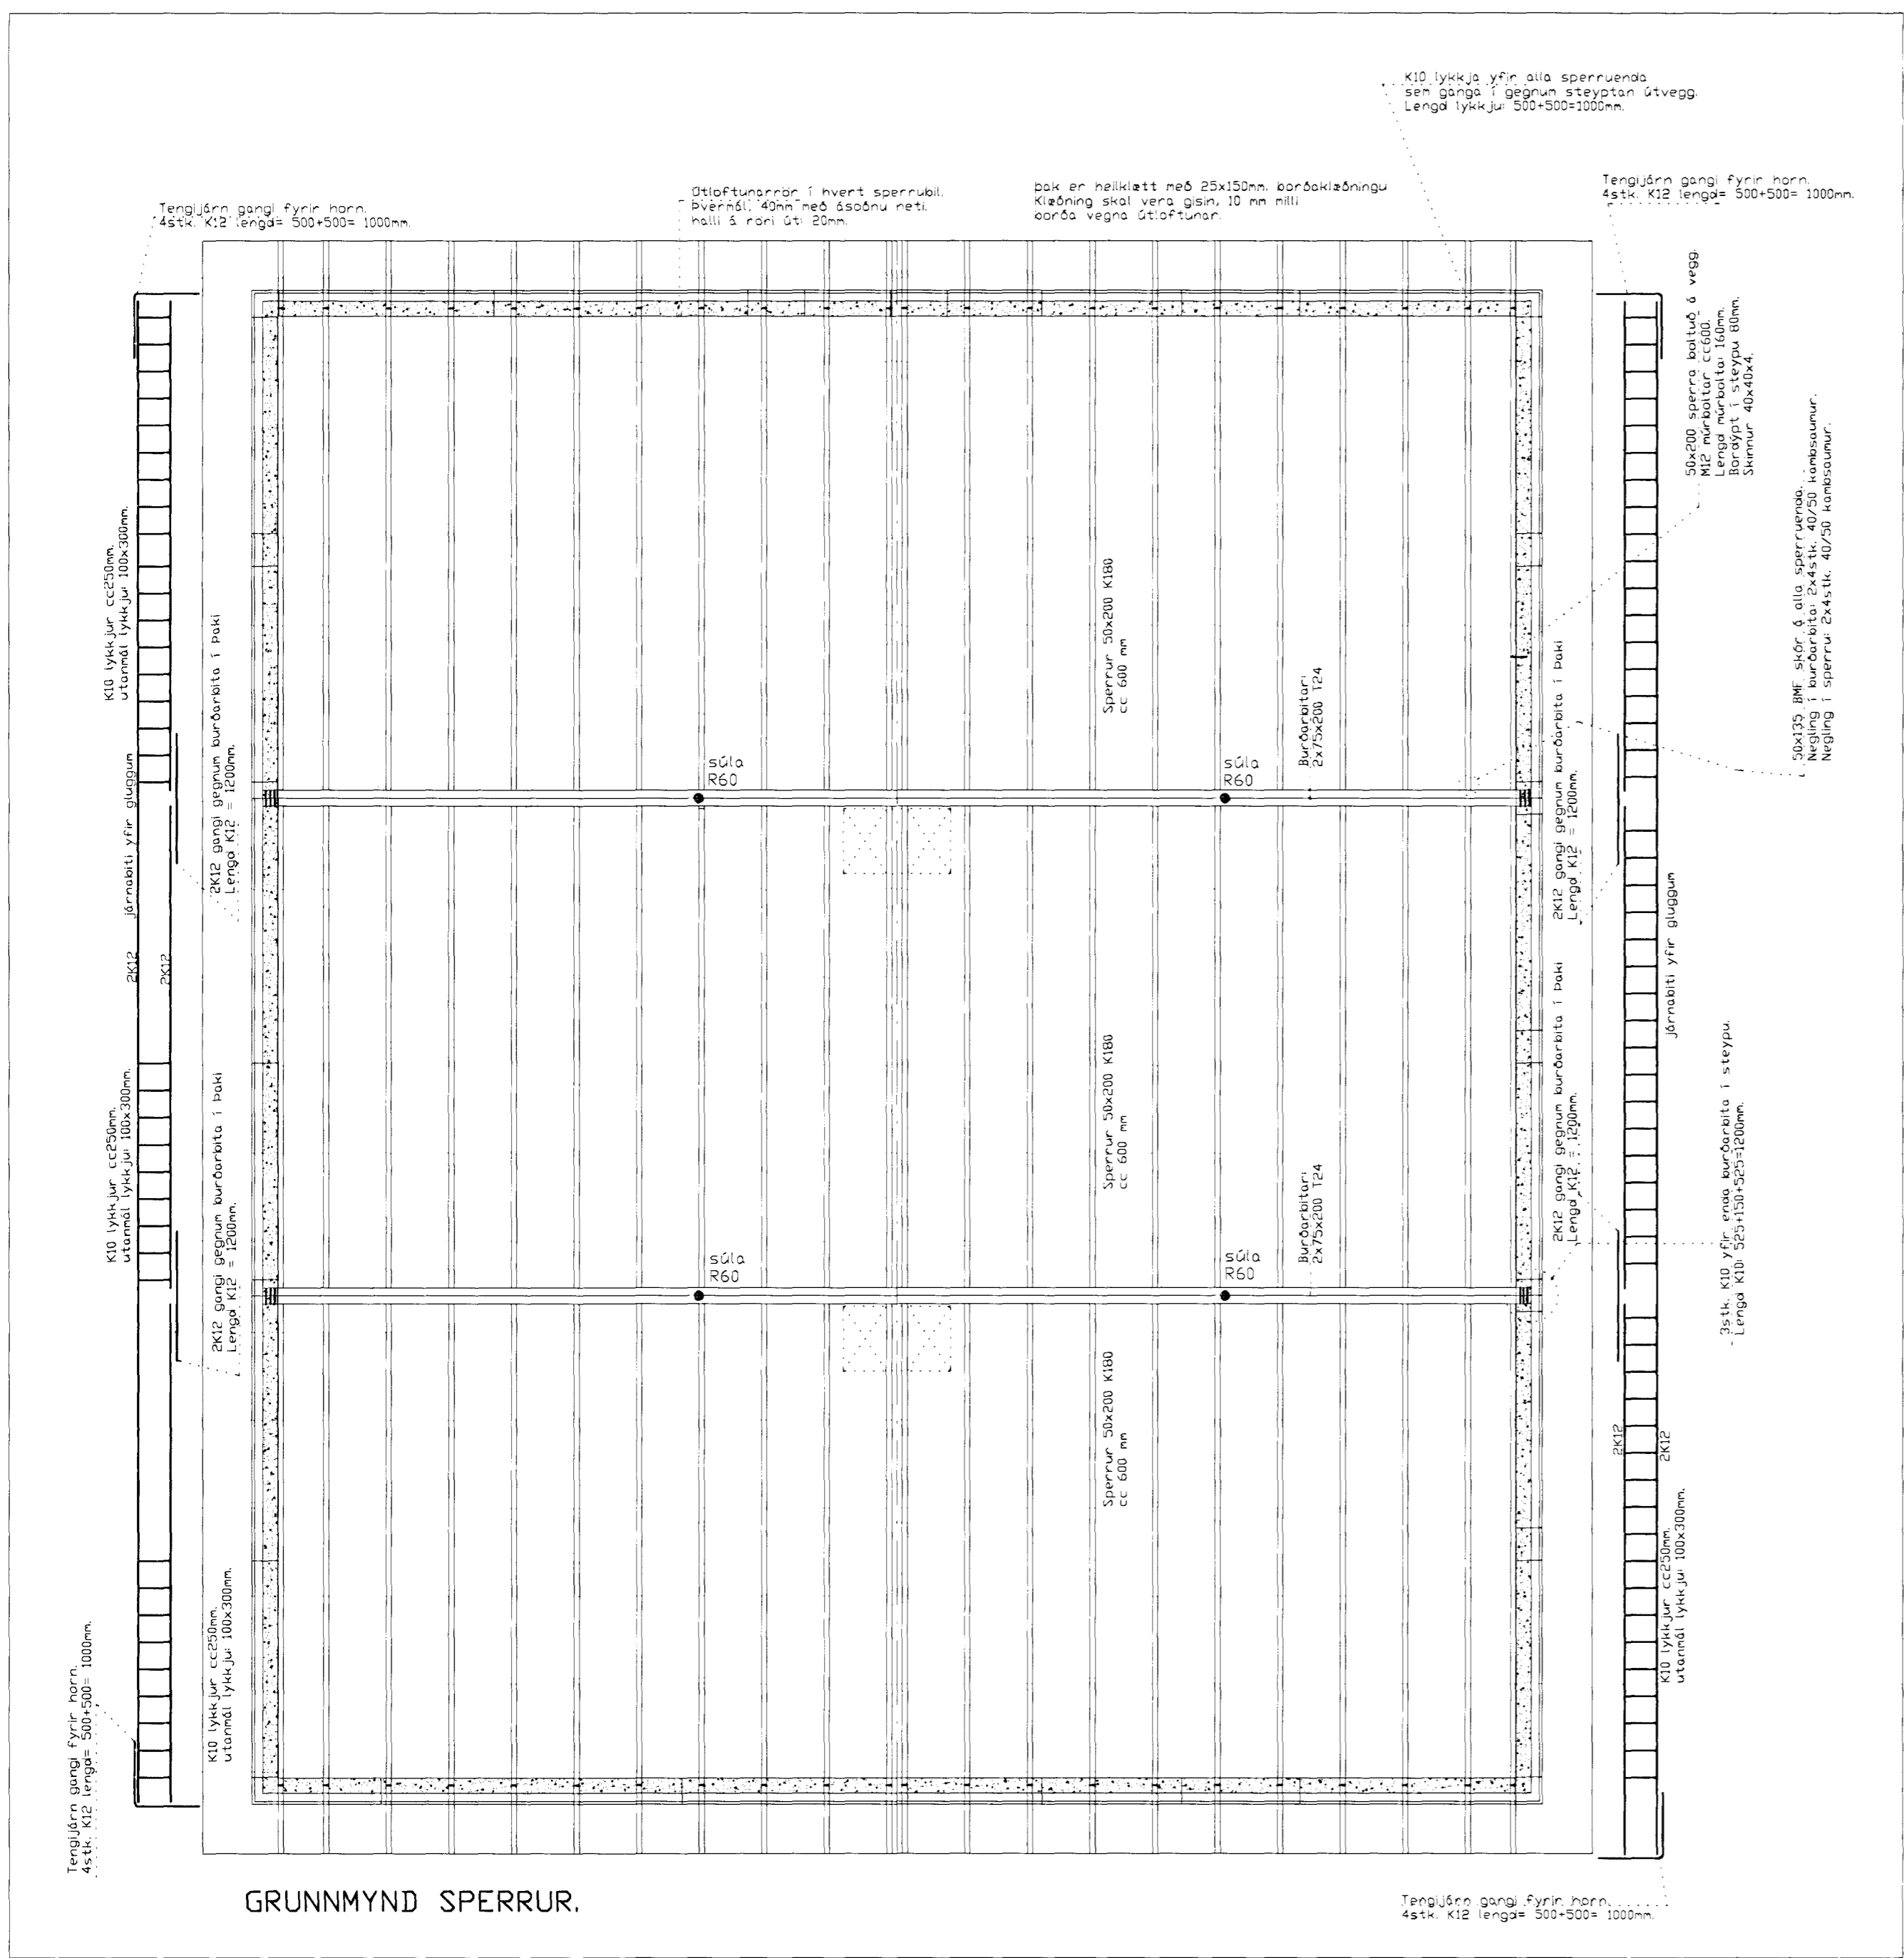 K10 lykkja yfir alla sperruenda
sem ganga í gegnum steyptan útvegg.
Lengd lykkju: 500+500=1000mm.
Tengijárn gangi fyrir horn.
4stk. K12 lengd= 500+500= 1000mm.
Útloftunarrör í hvert sperrubil.
Þvermál, 40mm með ásoðnu neti.
halli á röri út: 20mm.
Þak er heilklætt með 25x150mm. borðaklæðningu
Klæðning skal vera gisin, 10 mm milli
borða vegna útloftunar.
Tengijárn gangi fyrir horn.
4stk. K12 lengd= 500+500= 1000mm.
50x200 sperra boltuð á vegg.
M12 múrboltar cc600.
Lengd múrbolta: 160mm.
Bordýpt í steypu 80mm.
Skinnur 40x40x4.
50x135 BMF skór á alla sperruenda.
Negling í burðarbita: 2x4stk. 40/50 kambsaumur.
Negling í sperru: 2x4stk. 40/50 kambsaumur.
K10 lykkjur cc250mm.
utanmál lykkju: 100x300mm.
2K12 gangi gegnum burðarbita í þaki
Lengd K12 = 1200mm.
járnabiti yfir gluggum
2K12
2K12
Sperrur 50x200 K180
cc 600 mm
Burðarbitar:
2x75x200 T24
súla
R60
súla
R60
2K12 gangi gegnum burðarbita í þaki
Lengd K12 = 1200mm.
járnabiti yfir gluggum
K10 lykkjur cc250mm.
utanmál lykkju: 100x300mm.
2K12 gangi gegnum burðarbita í þaki
Lengd K12 = 1200mm.
Sperrur 50x200 K180
cc 600 mm
Burðarbitar:
2x75x200 T24
súla
R60
súla
R60
2K12 gangi gegnum burðarbita í þaki
Lengd K12 = 1200mm.
3stk. K10 yfir enda burðarbita í steypu.
Lengd K10: 525+150+525=1200mm.
Sperrur 50x200 K180
cc 600 mm
2K12
2K12
K10 lykkjur cc250mm.
utanmál lykkju: 100x300mm.
K10 lykkjur cc250mm.
utanmál lykkju: 100x300mm.
Tengijárn gangi fyrir horn.
4stk. K12 lengd= 500+500= 1000mm.
GRUNNMYND SPERRUR.
Tengijárn gangi fyrir horn.
4stk. K12 lengd= 500+500= 1000mm.